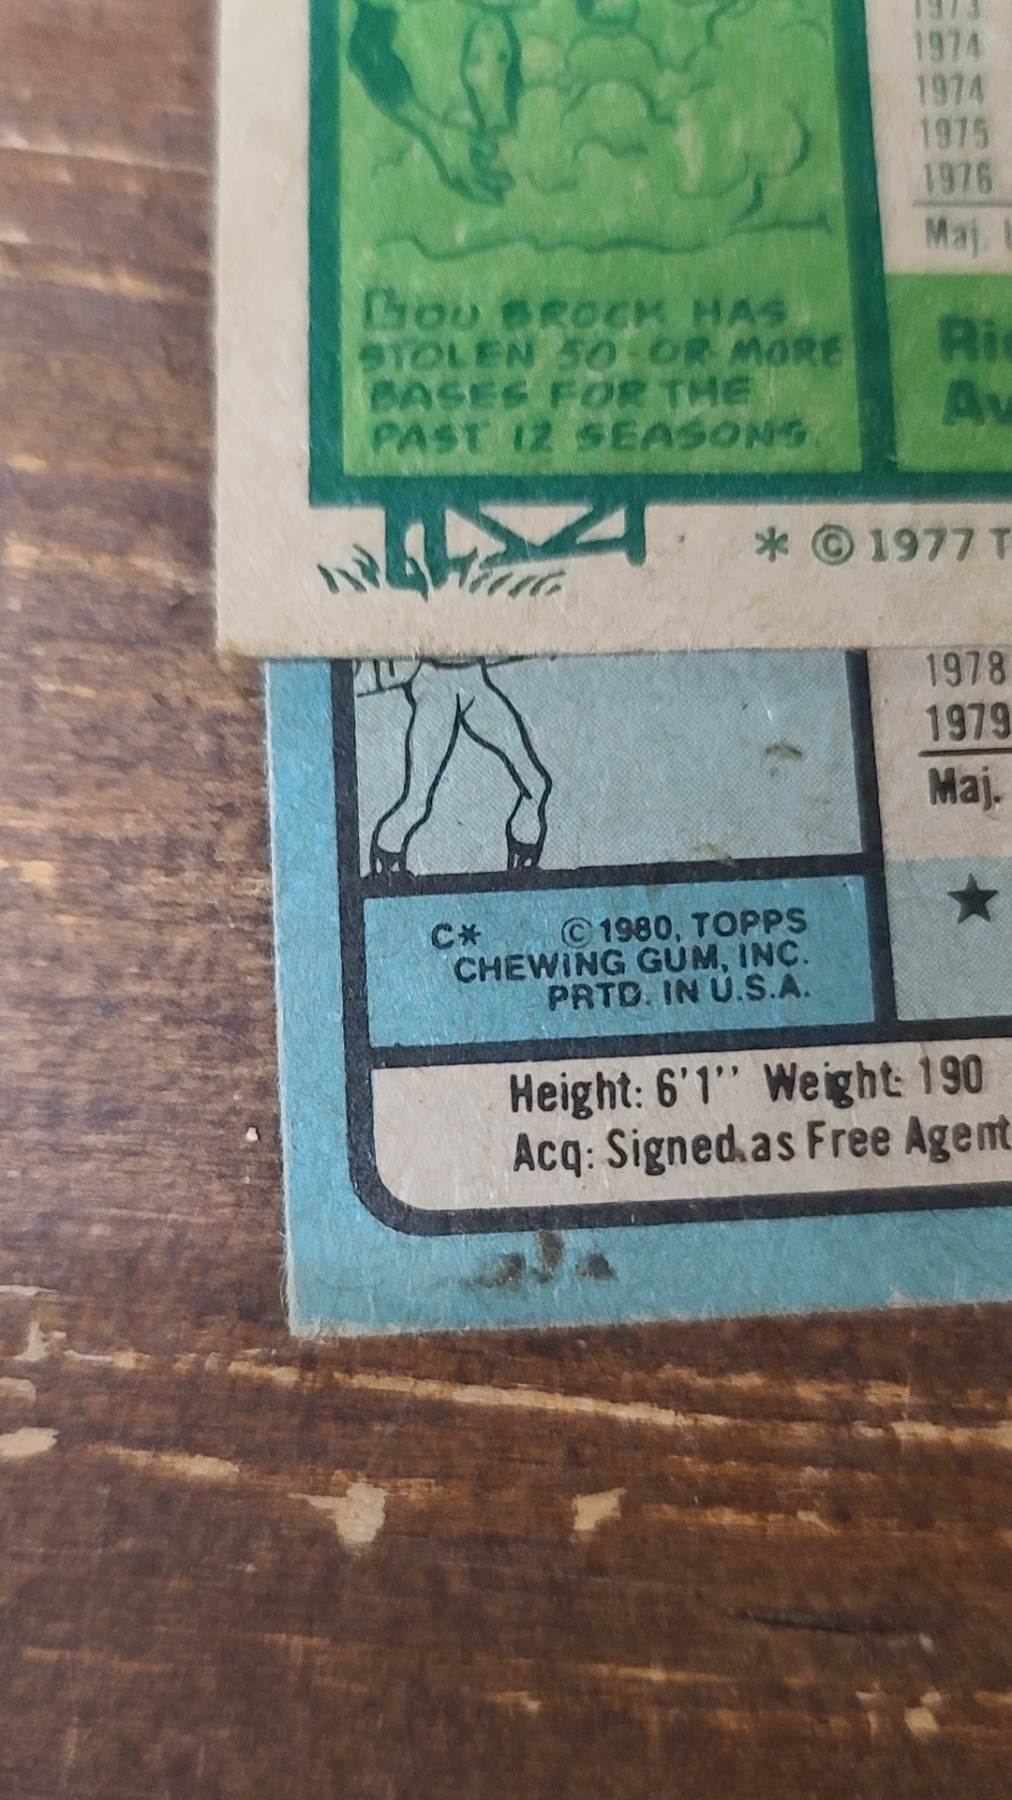 1973
1974
1974
1975
1976
Maj.
LOU BROCK HAS
STOLEN 50 OR MORE
BASES FOR THE
PAST 12 SEASONS.
* © 1977
1978
1979
Maj.
★
C* © 1980, TOPPS
CHEWING GUM, INC.
PRTD. IN U.S.A.
Height: 6'1'' Weight: 190
Acq: Signed as Free Agent